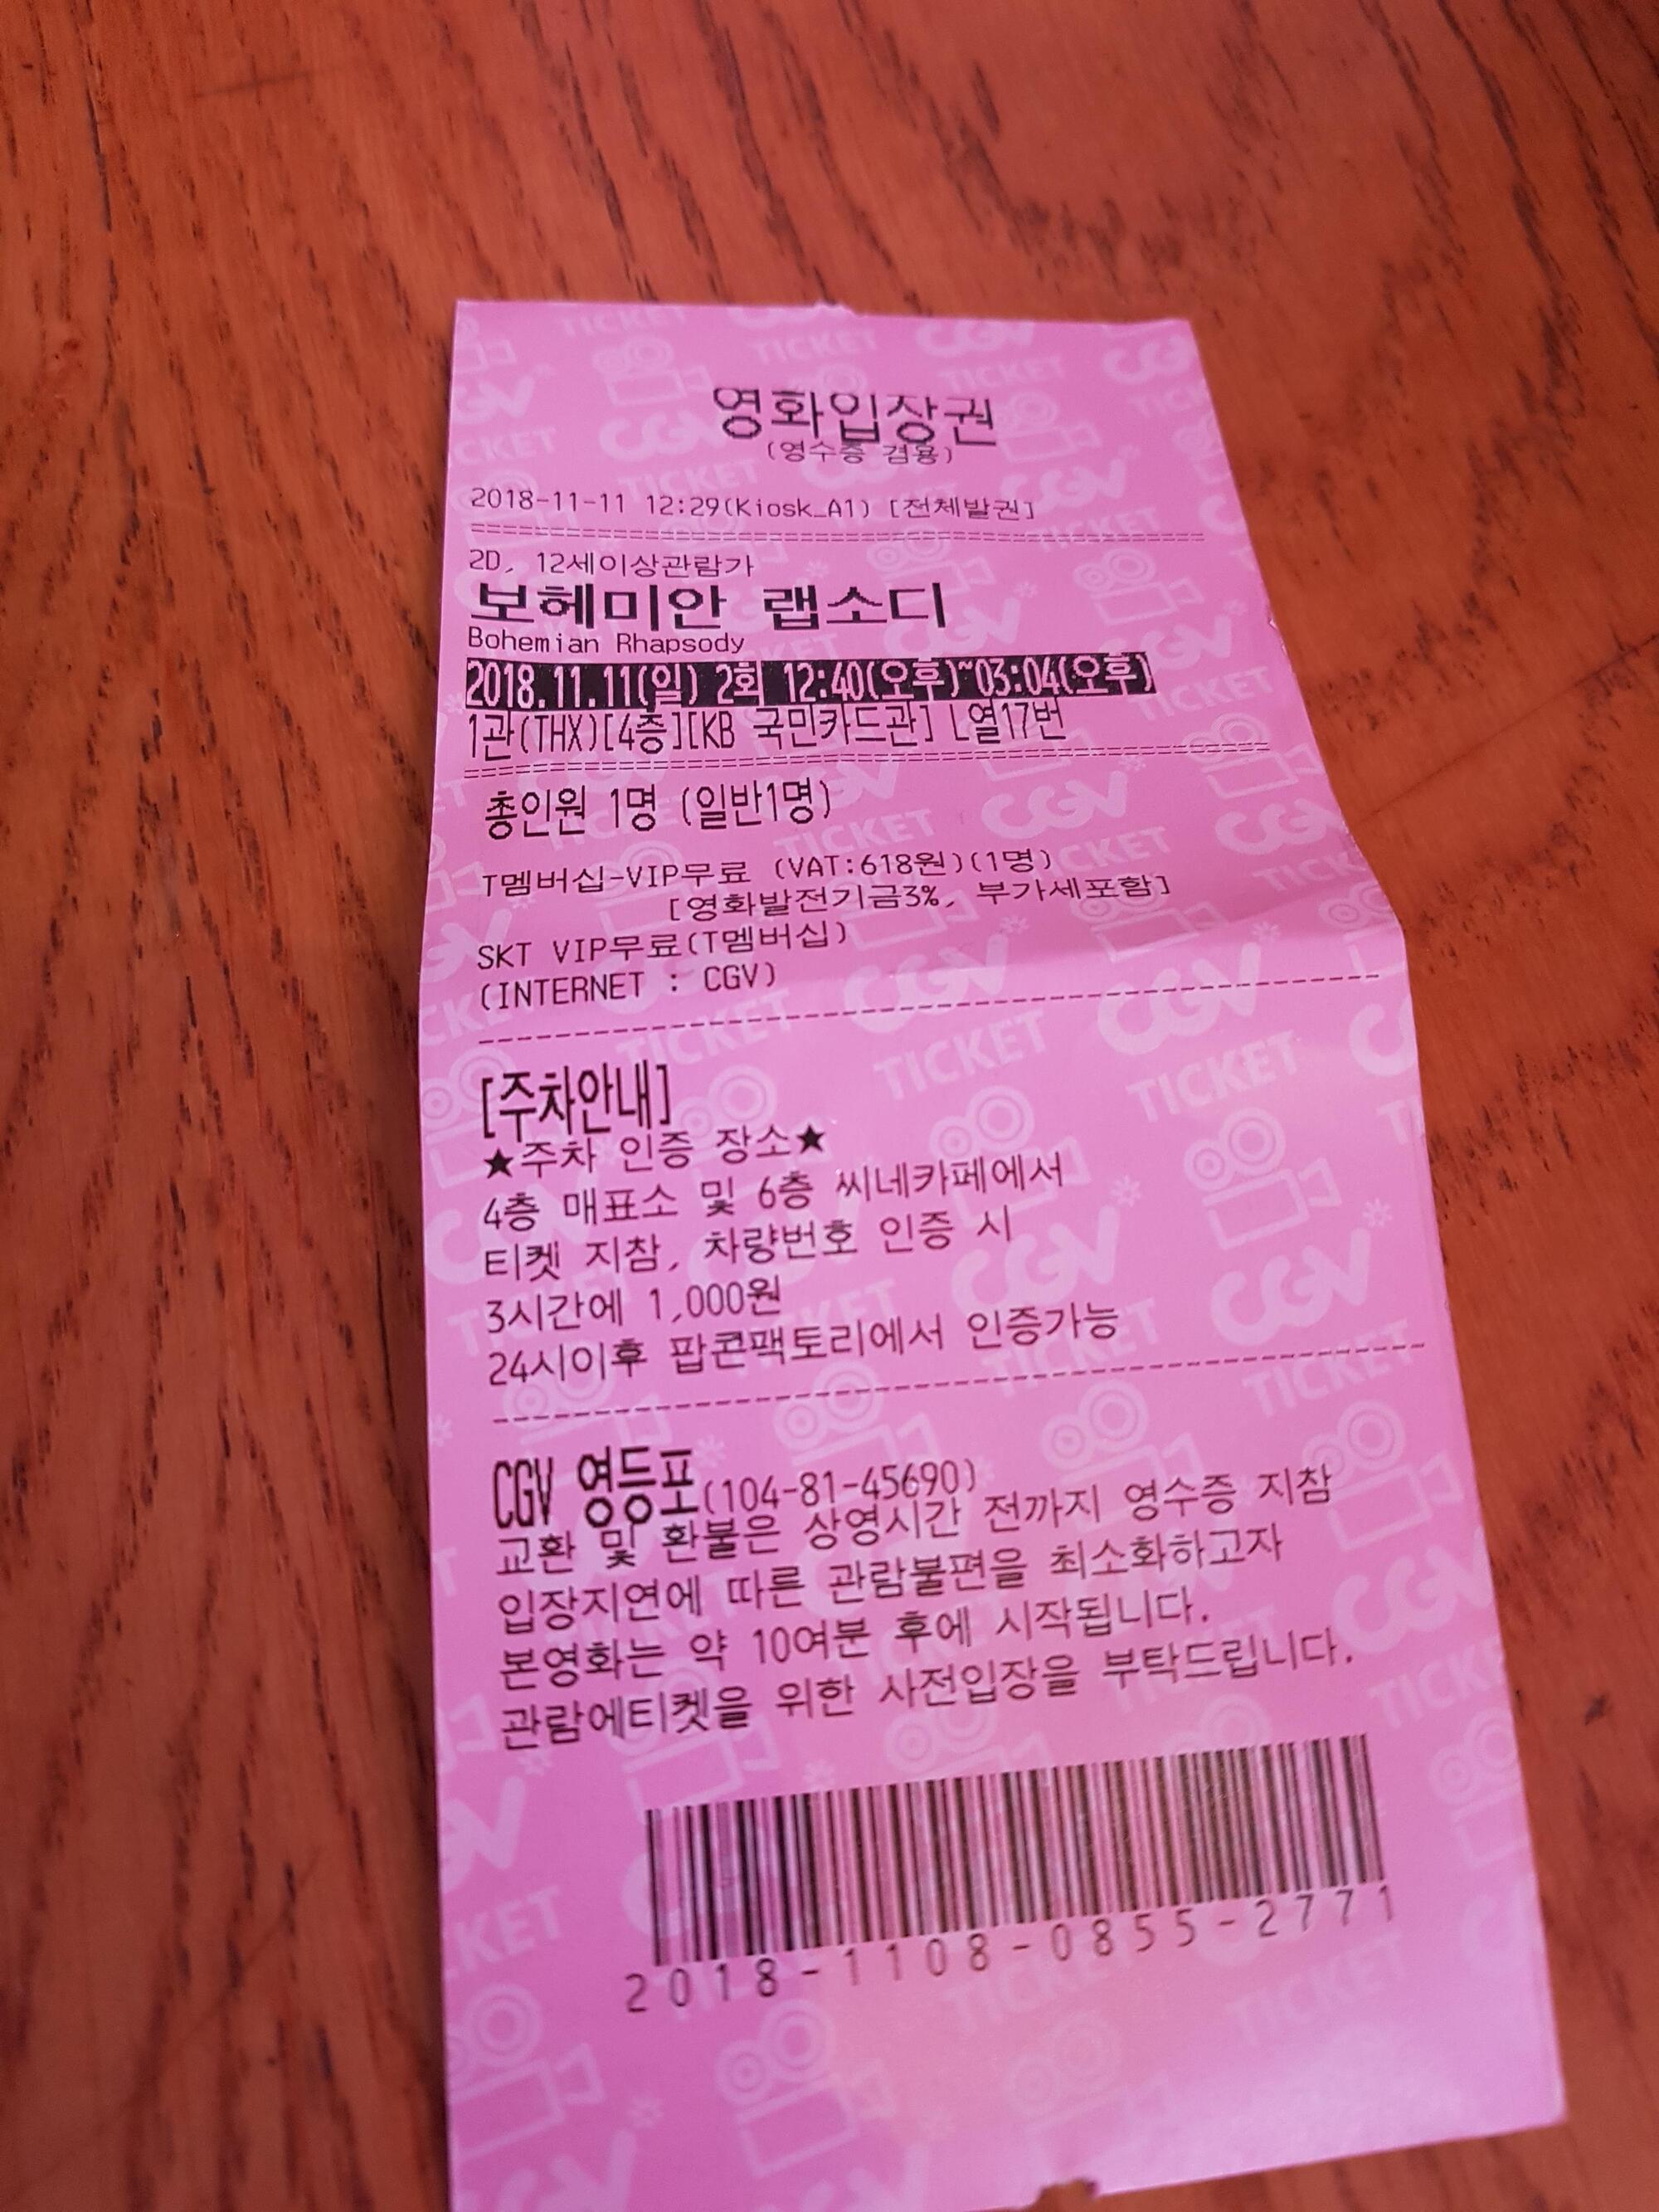 영화입장권
(영수증 겸용)
2018-11-11 12:29(Kiosk_A1) [전체발권]
2D, 12세이상관람가
보헤미안 랩소디
Bohemian Rhapsody
2018.11.11(일) 2회 12:40(오후)~03:04(오후)
1관(THX)[4층][KB 국민카드관] L열17번
총인원 1명 (일반1명)
T멤버십-VIP무료 (VAT:618원)(1명)
[영화발전기금3%, 부가세포함]
SKT VIP무료(T멤버십)
(INTERNET : CGV)
[주차안내]
★주차 인증 장소★
4층 매표소 및 6층 씨네카페에서
티켓 지참, 차량번호 인증 시
3시간에 1,000원
24시이후 팝콘팩토리에서 인증가능
CGV 영등포(104-81-45690)
교환 및 환불은 상영시간 전까지 영수증 지참
입장지연에 따른 관람불편을 최소화하고자
본영화는 약 10여분 후에 시작됩니다.
관람에티켓을 위한 사전입장을 부탁드립니다.
2018-1108-0855-2771